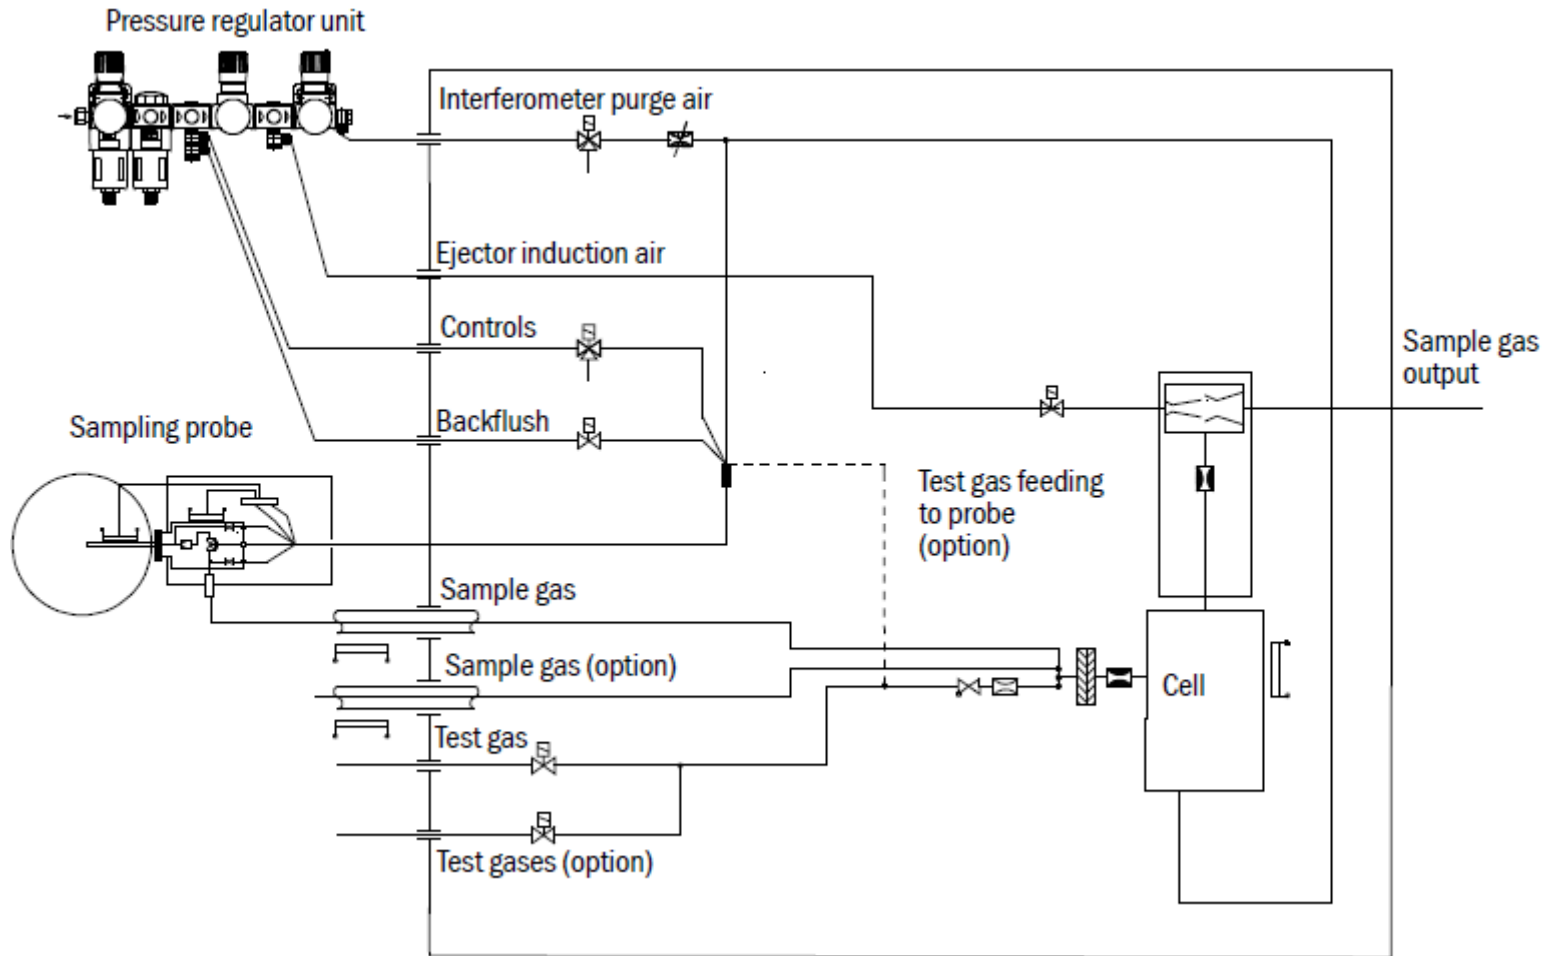 Pressure regulator unit
Interferometer purge air
Ejector induction air
Controls
Sample gas
output
Backflush
Sampling probe
Test gas feeding
to probe
(option)
Sample gas
Sample gas (option)
Cell
Test gas
Test gases (option)